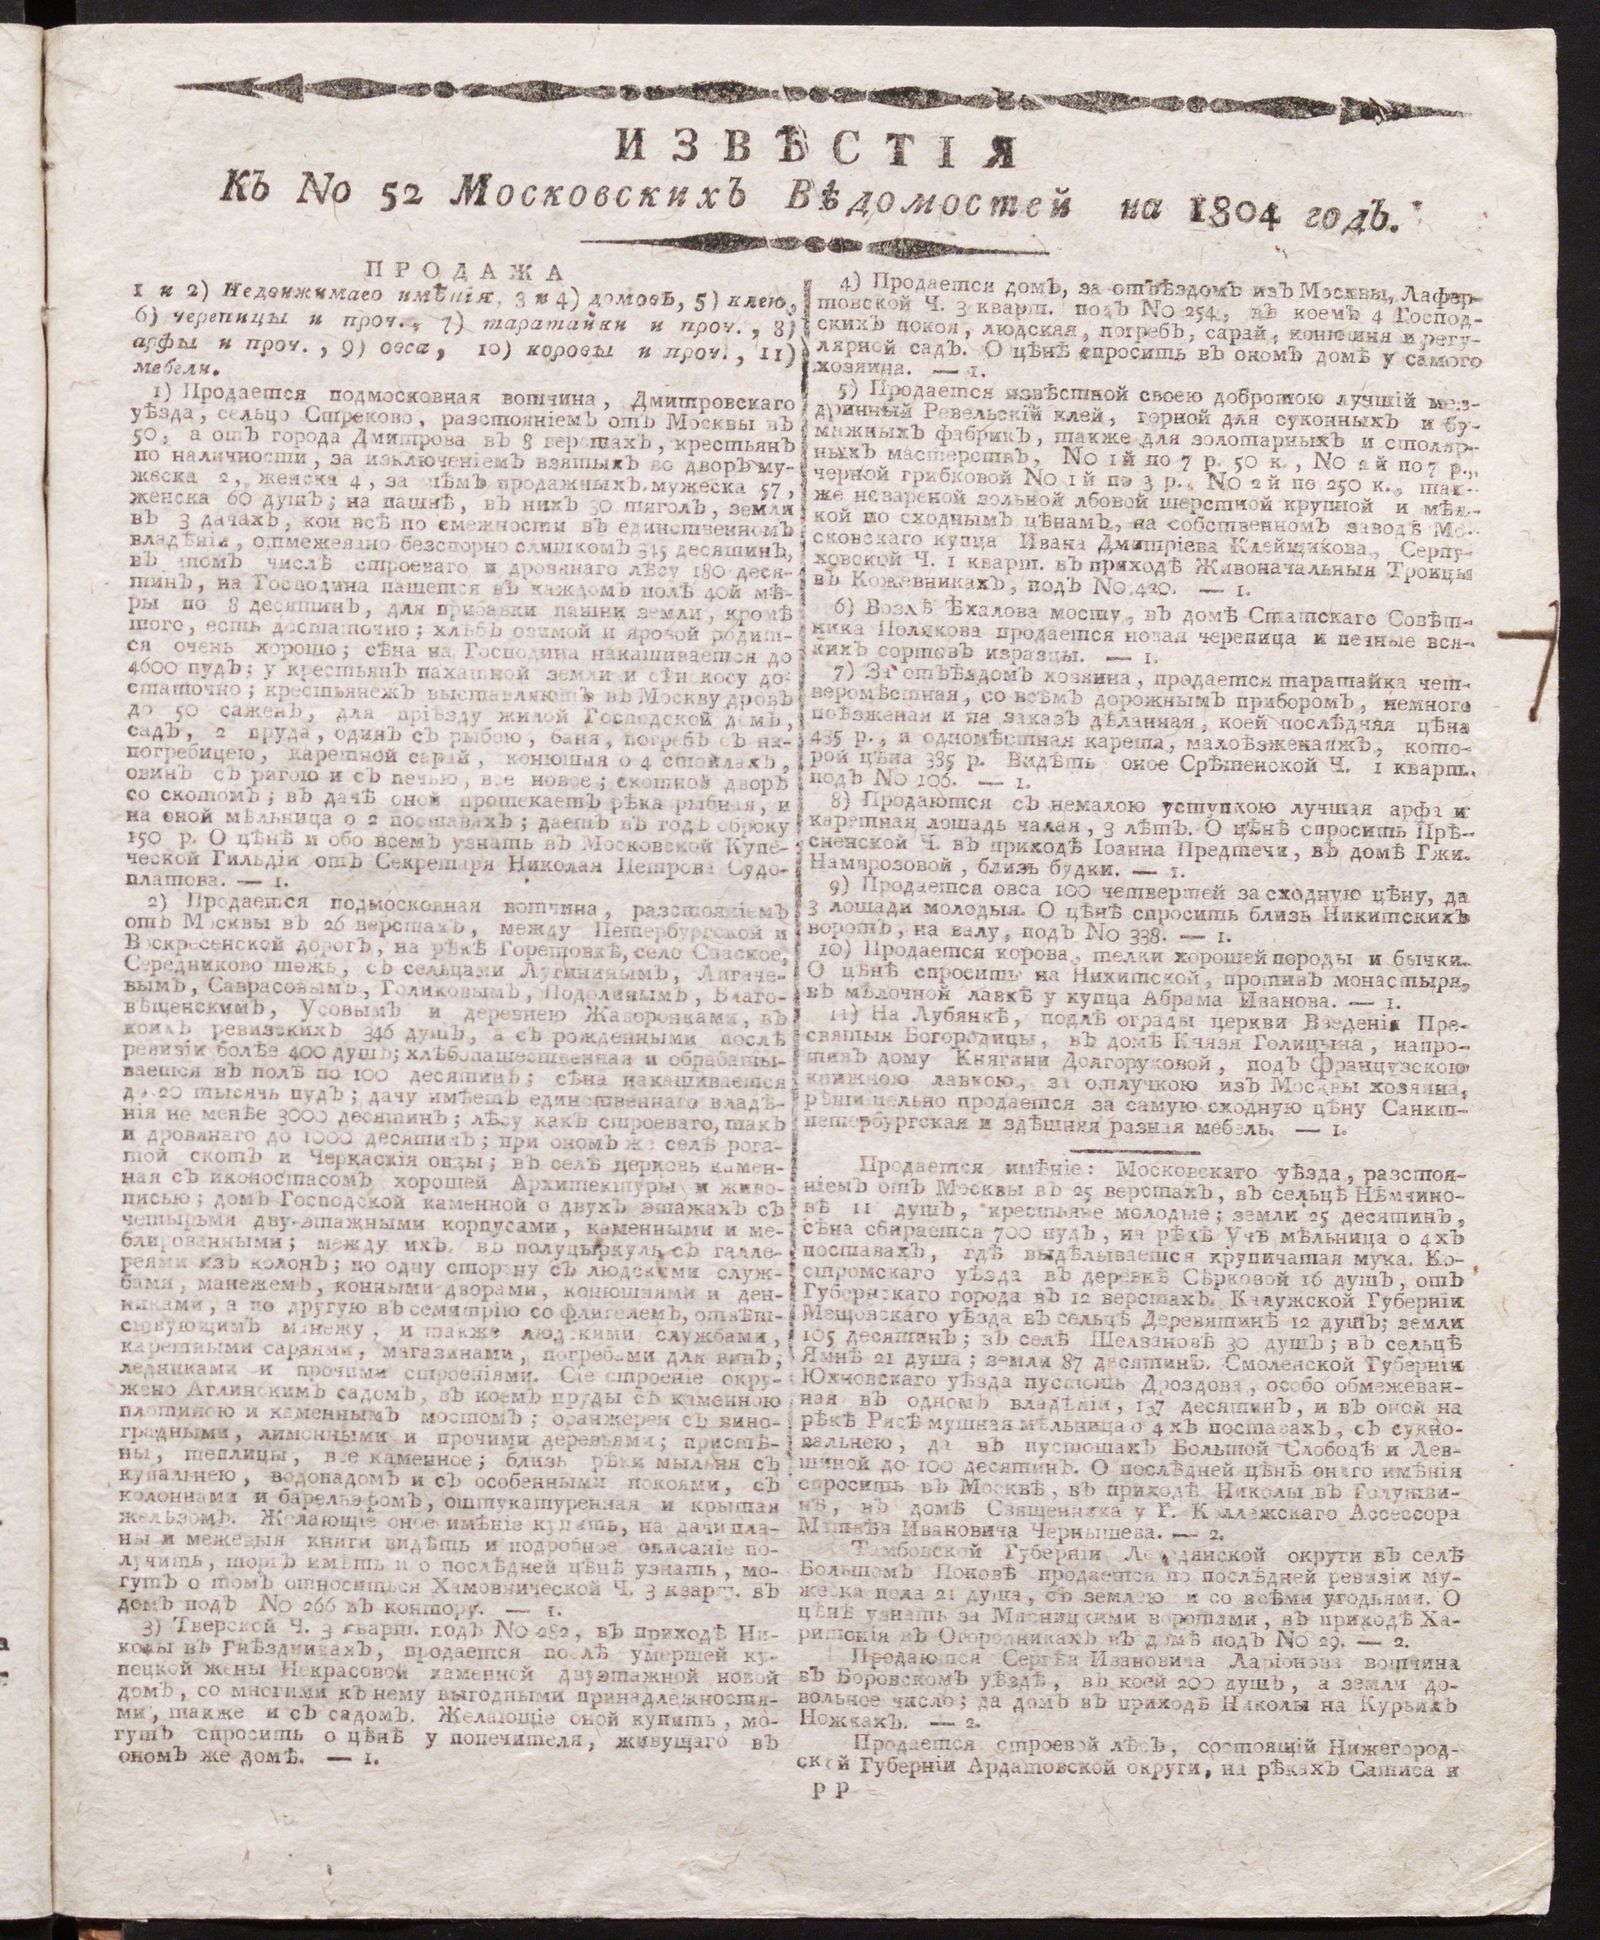 ИЗВѢСТІЯ
Къ No 52 Московскихъ Вѣдомостей на 1804 годъ.
ПРОДАЖА
1 и 2) Недвижимаго имѣнія, 3 и 4) домовъ, 5) клею,
6) черепицы и проч., 7) таратайки и проч., 8)
арфы и проч., 9) овса, 10) коровы и проч., 11)
мебели.
1) Продается подмосковная вотчина, Дмитровскаго
уѣзда, сельцо Стреково, разстояніемъ отъ Москвы въ
50, а отъ города Дмитрова въ 8 верстахъ, крестьянъ
по наличности, за изключеніемъ взятыхъ во дворъ му-
жеска 2, женска 4, за тѣмъ продажныхъ мужеска 57,
женска 60 душъ; на пашнѣ, въ нихъ 30 тяголъ, земли
въ 3 дачахъ, кои всѣ по смежности въ единственномъ
владѣніи, отмежевано безспорно слишкомъ 315 десятинъ,
въ томъ числѣ строеваго и дровянаго лѣсу 180 деся-
тинъ, на Господина пашется въ каждомъ полѣ 40й мѣ-
ры по 8 десятинъ, для прибавки пашни земли, кромѣ
того, есть достаточно; хлѣбъ озимой и яровой родит-
ся очень хорошо; сѣна на Господина накашивается до
4600 пудъ; у крестьянъ пахатной земли и сѣнокосу до-
статочно; крестьянежъ выставляютъ въ Москву дровъ
до 50 саженъ, для пріѣзду жилой Господской домъ,
садъ, 2 пруда, одинъ съ рыбою, баня, погребъ съ на-
погребицею, каретной сарай, конюшня о 4 стойлахъ,
овинъ съ ригою и съ печью, все новое; скотной дворъ
со скотомъ; въ дачѣ оной протекаетъ рѣка рыбная, и
на оной мѣльница о 2 поставахъ; даетъ въ годъ оброку
150 р. О цѣнѣ и обо всемъ узнать въ Московской Купе-
ческой Гильдіи отъ Секретаря Николая Петрова Судо-
платова. — 1.
2) Продается подмосковная вотчина, разстояніемъ
отъ Москвы въ 26 верстахъ, между Петербургской и
Воскресенской дорогъ, на рѣкѣ Горетовкѣ, село Спаское,
Середниково тожъ, съ сельцами Лугининымъ, Лигаче-
вымъ, Саврасовымъ, Голиковымъ, Подолинымъ, Благо-
вѣщенскимъ, Усовымъ и деревнею Жаворонками, въ
коихъ ревизскихъ 346 душъ, а съ рожденными послѣ
ревизіи болѣе 400 душъ; хлѣбопашественная и обрабаты-
вается въ полѣ по 100 десятинъ; сѣна накашивается
до 20 тысячь пудъ; дачу имѣетъ единственнаго владѣ-
нія не менѣе 3000 десятинъ; лѣсу какъ строеваго, такъ
и дровянаго до 1000 десятинъ; при ономъ же селѣ рога-
той скотъ и Черкаскія овцы; въ селѣ церковь камен-
ная съ иконостасомъ хорошей Архитектуры и живо-
писью; домъ Господской каменной о двухъ этажахъ съ
четырьмя двуэтажными корпусами, каменными и ме-
блированными; между ихъ въ полуцыркуль съ галле-
реями изъ колонъ; по одну сторону съ людскими служ-
бами, манежемъ, конными дворами, конюшнями и ден-
никами, а по другую въ семитрію со флигелемъ, отвѣт-
ствующимъ манежу, и также людскими службами,
каретными сараями, магазинами, погребами для винъ,
ледниками и прочими строеніями. Сіе строеніе окру-
жено Аглинскимъ садомъ, въ коемъ пруды съ каменною
плотиною и каменнымъ мостомъ; оранжереи съ вино-
градными, лимонными и прочими деревьями; пристѣ-
ны, теплицы, все каменное; близь рѣки мыльня съ
купальнею, водопадомъ и съ особенными покоями, съ
колоннами и барельефомъ, оштукатуренная и крытая
желѣзомъ. Желающіе оное имѣніе купить, на дачи пла-
ны и межевыя книги видѣть и подробное описаніе по-
лучить, торгъ имѣть и о послѣдней цѣнѣ узнать, мо-
гутъ о томъ относиться Хамовнической Ч. 3 кварт. въ
домъ подъ No 266 въ контору. — 1.
3) Тверской Ч. 3 кварт. подъ No 282, въ приходѣ Ни-
колы въ Гнѣздникахъ, продается послѣ умершей ку-
пецкой жены Некрасовой каменной двуэтажной новой
домъ, со многими къ нему выгодными принадлежностя-
ми, также и съ садомъ. Желающіе оной купить, мо-
гутъ спросить о цѣнѣ у попечителя, живущаго въ
ономъ же домѣ. — 1.
4) Продается домъ, за отъѣздомъ изъ Москвы, Лафер-
товской Ч. 3 кварт. подъ No 254, въ коемъ 4 Господ-
скихъ покоя, людская, погребъ, сарай, конюшня и регу-
лярной садъ. О цѣнѣ спросить въ ономъ домѣ у самого
хозяина. — 1.
5) Продается извѣстной своею добротою лучшій мез-
дринный Ревельскій клей, горной для суконныхъ и бу-
мажныхъ фабрикъ, также для золотарныхъ и столяр-
ныхъ мастерствъ, No 1й по 7 р. 50 к., No 2й по 7 р.,
черной грибковой No 1й по 3 р., No 2й по 250 к., так-
же невареной зольной лбовой шерстной крупной и мѣл-
кой по сходнымъ цѣнамъ, на собственномъ заводѣ Мо-
сковскаго купца Ивана Дмитріева Клейщикова, Серпу-
ховской Ч. 1 кварт. въ приходѣ Живоначальныя Троицы
въ Кожевникахъ, подъ No 420. — 1.
6) Возлѣ Ѣхалова мосту, въ домѣ Статскаго Совѣт-
ника Полякова продается новая черепица и печные вся-
кихъ сортовъ изразцы. — 1.
7) За отъѣздомъ хозяина, продается таратайка чет-
веромѣстная, со всѣмъ дорожнымъ приборомъ, немного
поѣзженая и на заказъ дѣланная, коей послѣдняя цѣна
435 р., и одномѣстная карета, малоѣзженаяжъ, кото-
рой цѣна 385 р. Видѣть оное Срѣтенской Ч. 1 кварт.
подъ No 106. — 1.
8) Продаются съ немалою уступкою лучшая арфа и
каретная лошадь чалая, 3 лѣтъ. О цѣнѣ спросить Прѣ-
сненской Ч. въ приходѣ Іоанна Предтечи, въ домѣ Гжи.
Намврозовой, близь будки. — 1.
9) Продается овса 100 четвертей за сходную цѣну, да
3 лошади молодыя. О цѣнѣ спросить близь Никитскихъ
воротъ, на валу, подъ No 338. — 1.
10) Продается корова, телки хорошей породы и бычки.
О цѣнѣ спросить на Никитской, противъ монастыря,
въ мѣлочной лавкѣ у купца Абрама Иванова. — 1.
11) На Лубянкѣ, подлѣ ограды церкви Введенія Пре-
святыя Богородицы, въ домѣ Князя Голицына, напро-
тивъ дому Княгини Долгоруковой, подъ Французскою
книжною лавкою, за отлучкою изъ Москвы хозяина,
рѣшительно продается за самую сходную цѣну Санкт-
петербургская и здѣшняя разная мебель. — 1.
Продается имѣніе: Московскаго уѣзда, разстоя-
ніемъ отъ Москвы въ 25 верстахъ, въ сельцѣ Нѣмчино-
вѣ 11 душъ, крестьяне молодые; земли 25 десятинъ,
сѣна сбирается 700 пудъ, на рѣкѣ Учѣ мѣльница о 4хъ
поставахъ, гдѣ выдѣлывается крупичатая мука. Ко-
стромскаго уѣзда въ деревнѣ Сѣрковой 16 душъ, отъ
Губернскаго города въ 12 верстахъ. Калужской Губерніи
Мещовскаго уѣзда въ сельцѣ Деревятинѣ 12 душъ; земли
105 десятинъ; въ селѣ Шелзановѣ 30 душъ; въ сельцѣ
Ямнѣ 21 душа; земли 87 десятинъ. Смоленской Губерніи
Юхновскаго уѣзда пустошь Дроздова, особо обмежеван-
ная въ одномъ владѣніи, 137 десятинъ, и въ оной на
рѣкѣ Рясѣ мушная мѣльница о 4хъ поставахъ, съ сукно-
вальнею, да въ пустошахъ Большой Слободѣ и Лев-
шиной до 100 десятинъ. О послѣдней цѣнѣ онаго имѣнія
спросить въ Москвѣ, въ приходѣ Николы въ Голутви-
нѣ, въ домѣ Священника у Г. Коллежскаго Ассессора
Матвѣя Ивановича Чернышева. — 2.
Тамбовской Губерніи Лебедянской округи въ селѣ
Большомъ Поповѣ продается по послѣдней ревизіи му-
жеска пола 21 душа, съ землею и со всѣми угодьями. О
цѣнѣ узнать за Мясницкими воротами, въ приходѣ Ха-
ритонія въ Огородникахъ въ домѣ подъ No 29. — 2.
Продаются Сергѣя Ивановича Ларіонова вотчина
въ Боровскомъ уѣздѣ, въ коей 200 душъ, а земли до-
вольное число; да домъ въ приходѣ Николы на Курьихъ
Ножкахъ. — 2.
Продается строевой лѣсъ, состоящій Нижегород-
ской Губерніи Ардатовской округи, на рѣкахъ Сатиса и
Р Р